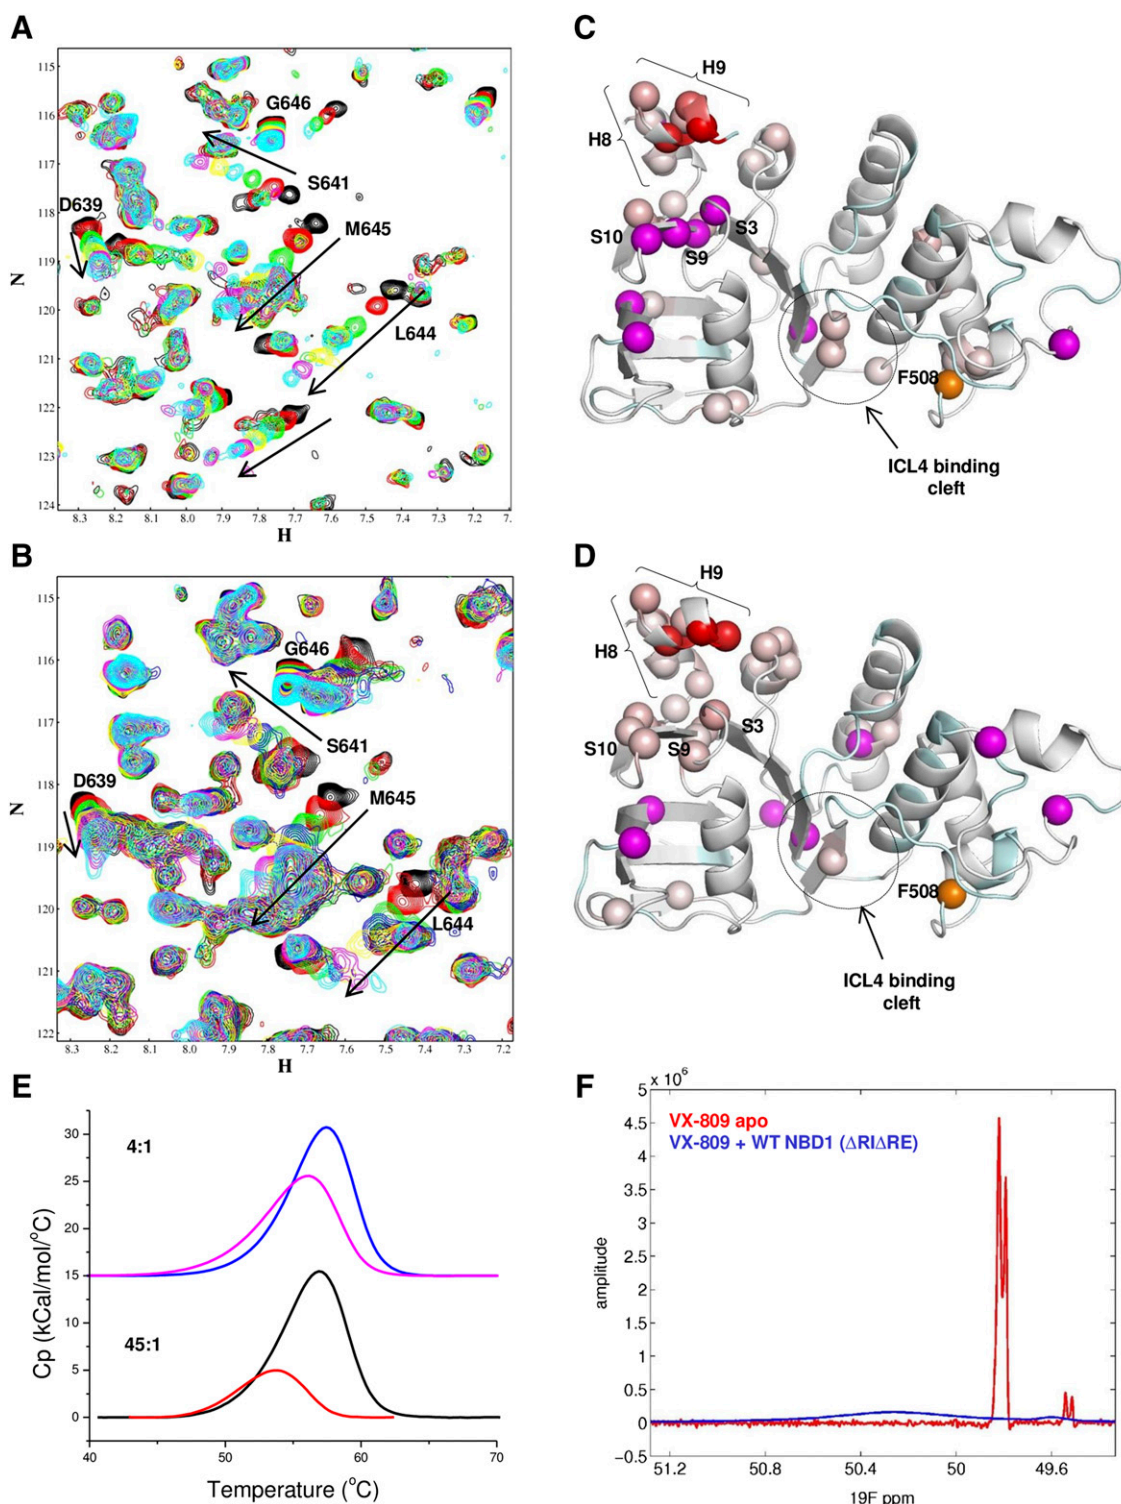 A
115
116
117
118
119
120
121
122
123
124
N
G646
S641
D639
M645
L644
8.3 8.2 8.1 8.0 7.9 7.8 7.7 7.6 7.5 7.4 7.3 7.2 7.
H
B
115
116
117
118
119
120
121
122
N
G646
S641
D639
M645
L644
8.3 8.2 8.1 8.0 7.9 7.8 7.7 7.6 7.5 7.4 7.3 7.2
H
C
H9
H8
S3
S10
S9
F508
ICL4 binding
cleft
D
H9
H8
S3
S10
S9
F508
ICL4 binding
cleft
E
4:1
45:1
30
25
20
15
10
5
0
Cp (kCal/mol/°C)
40 50 60 70
Temperature (°C)
F
x 10⁶
5
4.5
4
3.5
3
2.5
2
1.5
1
0.5
0
−0.5
amplitude
VX-809 apo
VX-809 + WT NBD1 (ΔRIΔRE)
51.2 50.8 50.4 50 49.6
19F ppm